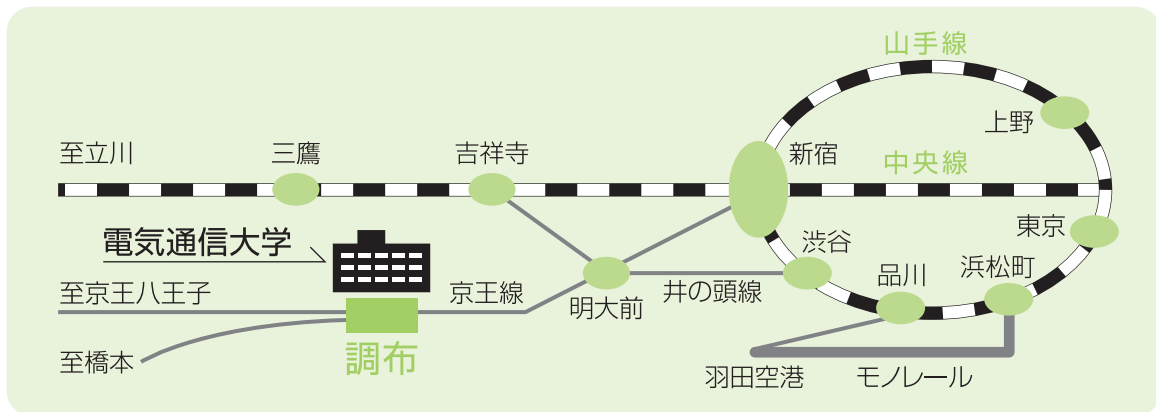 山手線
上野
至立川
三鷹
吉祥寺
新宿
中央線
電気通信大学
東京
渋谷
品川
浜松町
至京王八王子
京王線
明大前
井の頭線
調布
至橋本
羽田空港
モノレール